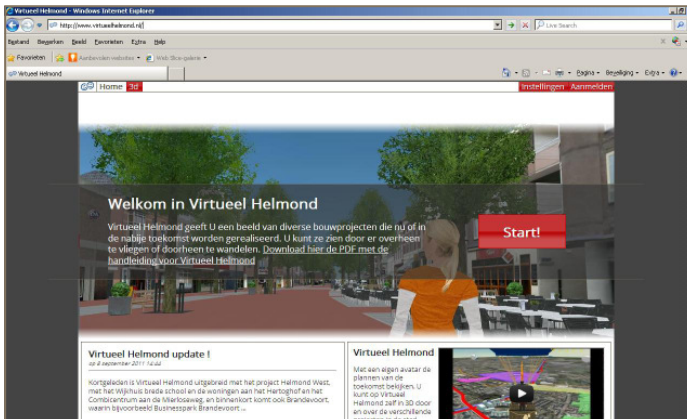 Virtueel Helmond - Windows Internet Explorer
http://www.virtueelhelmond.nl/
Live Search
Bestand Bewerken Beeld Favorieten Extra Help
Favorieten Aanbevolen websites Web Slice-galerie
Virtueel Helmond
Pagina Beveiliging Extra
Home 3d Instellingen Aanmelden
Welkom in Virtueel Helmond
Virtueel Helmond geeft U een beeld van diverse bouwprojecten die nu of in
de nabije toekomst worden gerealiseerd. U kunt ze zien door er overheen
te vliegen of doorheen te wandelen. Download hier de PDF met de
handleiding voor Virtueel Helmond
Start!
Virtueel Helmond update !
op 8 september 2011 14:44
Kortgeleden is Virtueel Helmond uitgebreid met het project Helmond West,
met het Wijkhuis brede school en de woningen aan het Hertoghof en het
Combicentrum aan de Mierloseweg, en binnenkort komt ook Brandevoort,
waarin bijvoorbeeld Businesspark Brandevoort ...
Virtueel Helmond
Met een eigen avatar de
plannen van de
toekomst bekijken. U
kunt op Virtueel
Helmond zelf in 3D door
en over de verschillende